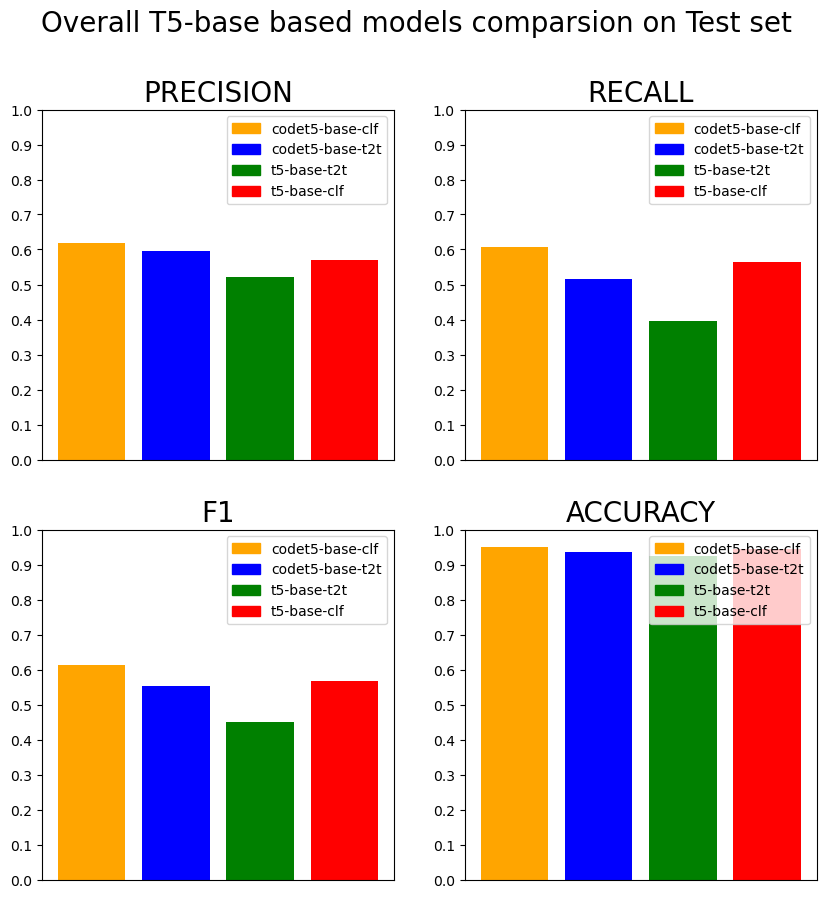 Overall T5-base based models comparsion on Test set
PRECISION
1.0
0.9
0.8
0.7
0.6
0.5
0.4
0.3
0.2
0.1
0.0
codet5-base-clf
codet5-base-t2t
t5-base-t2t
t5-base-clf
RECALL
1.0
0.9
0.8
0.7
0.6
0.5
0.4
0.3
0.2
0.1
0.0
codet5-base-clf
codet5-base-t2t
t5-base-t2t
t5-base-clf
F1
1.0
0.9
0.8
0.7
0.6
0.5
0.4
0.3
0.2
0.1
0.0
codet5-base-clf
codet5-base-t2t
t5-base-t2t
t5-base-clf
ACCURACY
1.0
0.9
0.8
0.7
0.6
0.5
0.4
0.3
0.2
0.1
0.0
codet5-base-clf
codet5-base-t2t
t5-base-t2t
t5-base-clf